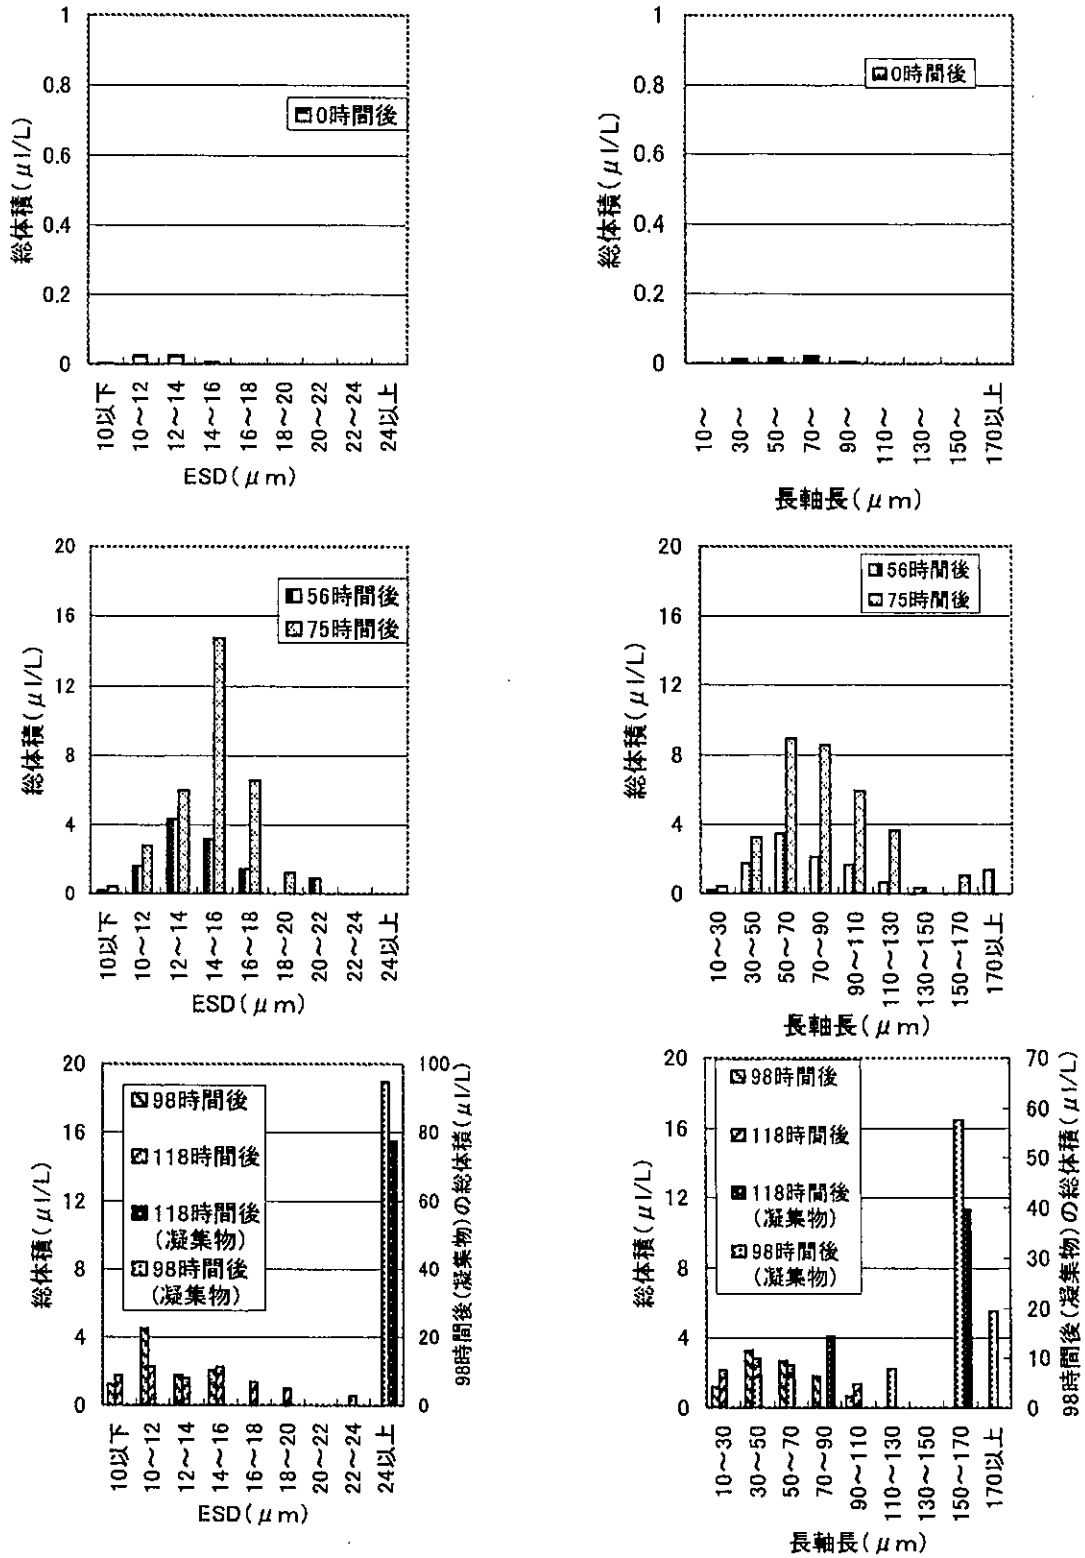 総体積(μl/L)
1
0.8
0.6
0.4
0.2
0
0時間後
10以下
10～12
12～14
14～16
16～18
18～20
20～22
22～24
24以上
ESD(μm)
総体積(μl/L)
1
0.8
0.6
0.4
0.2
0
0時間後
10～
30～
50～
70～
90～
110～
130～
150～
170以上
長軸長(μm)
総体積(μl/L)
20
16
12
8
4
0
56時間後
75時間後
10以下
10～12
12～14
14～16
16～18
18～20
20～22
22～24
24以上
ESD(μm)
総体積(μl/L)
20
16
12
8
4
0
56時間後
75時間後
10～30
30～50
50～70
70～90
90～110
110～130
130～150
150～170
170以上
長軸長(μm)
総体積(μl/L)
20
16
12
8
4
0
98時間後
118時間後
118時間後
(凝集物)
98時間後
(凝集物)
100
80
60
40
20
0
98時間後(凝集物)の総体積(μl/L)
10以下
10～12
12～14
14～16
16～18
18～20
20～22
22～24
24以上
ESD(μm)
総体積(μl/L)
20
16
12
8
4
0
98時間後
118時間後
118時間後
(凝集物)
98時間後
(凝集物)
70
60
50
40
30
20
10
0
98時間後(凝集物)の総体積(μl/L)
10～30
30～50
50～70
70～90
90～110
110～130
130～150
150～170
170以上
長軸長(μm)